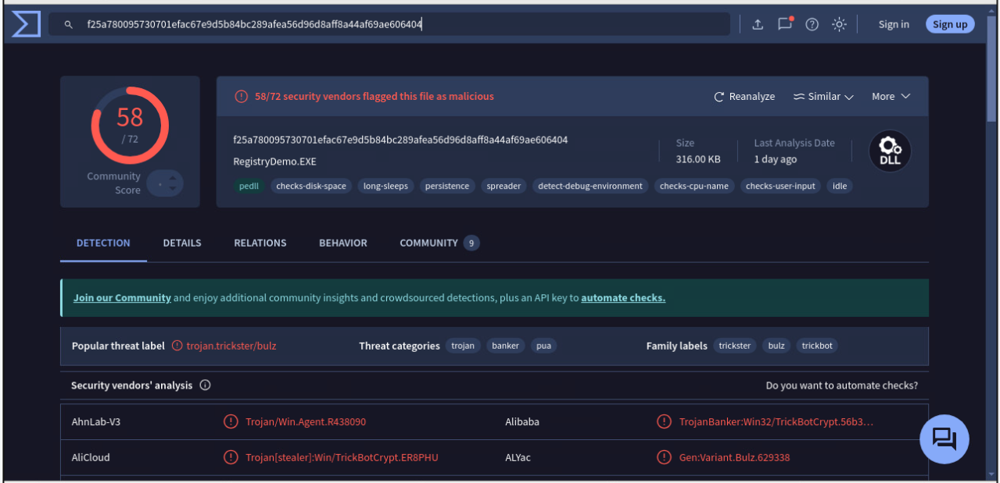 f25a780095730701efac67e9d5b84bc289afea56d96d8aff8a44af69ae606404
Sign in
Sign up
58
/ 72
Community
Score
58/72 security vendors flagged this file as malicious
Reanalyze
Similar
More
f25a780095730701efac67e9d5b84bc289afea56d96d8aff8a44af69ae606404
RegistryDemo.EXE
Size
316.00 KB
Last Analysis Date
1 day ago
DLL
pedll checks-disk-space long-sleeps persistence spreader detect-debug-environment checks-cpu-name checks-user-input idle
DETECTION DETAILS RELATIONS BEHAVIOR COMMUNITY 9
Join our Community and enjoy additional community insights and crowdsourced detections, plus an API key to automate checks.
Popular threat label trojan.trickster/bulz Threat categories trojan banker pua Family labels trickster bulz trickbot
Security vendors' analysis Do you want to automate checks?
AhnLab-V3 Trojan/Win.Agent.R438090 Alibaba TrojanBanker:Win32/TrickBotCrypt.56b3...
AliCloud Trojan[stealer]:Win/TrickBotCrypt.ER8PHU ALYac Gen:Variant.Bulz.629338